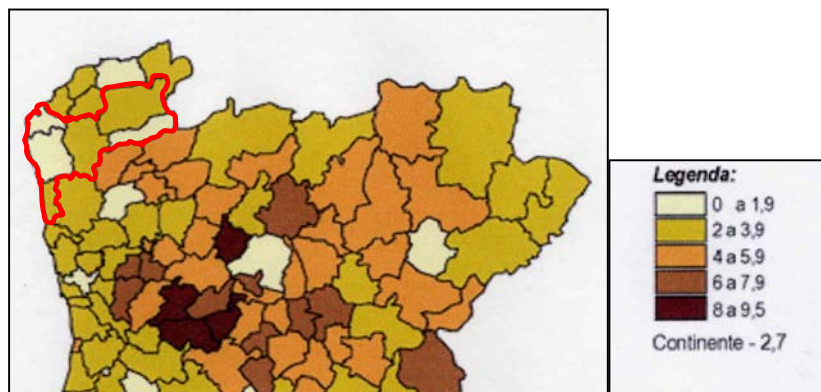 Legenda:
0 a 1,9
2 a 3,9
4 a 5,9
6 a 7,9
8 a 9,5
Continente - 2,7